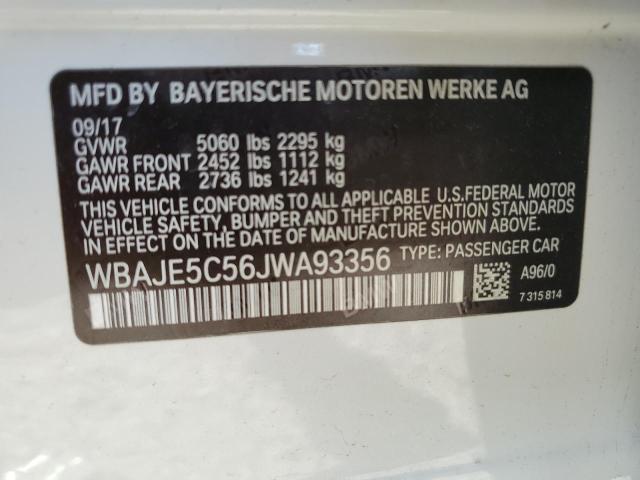 MFD BY BAYERISCHE MOTOREN WERKE AG
09/17
GVWR 5060 lbs 2295 kg
GAWR FRONT 2452 lbs 1112 kg
GAWR REAR 2736 lbs 1241 kg
THIS VEHICLE CONFORMS TO ALL APPLICABLE U.S.FEDERAL MOTOR
VEHICLE SAFETY, BUMPER AND THEFT PREVENTION STANDARDS
IN EFFECT ON THE DATE OF MANUFACTURE SHOWN ABOVE.
WBAJE5C56JWA93356 TYPE: PASSENGER CAR
A96/0
7 315 814